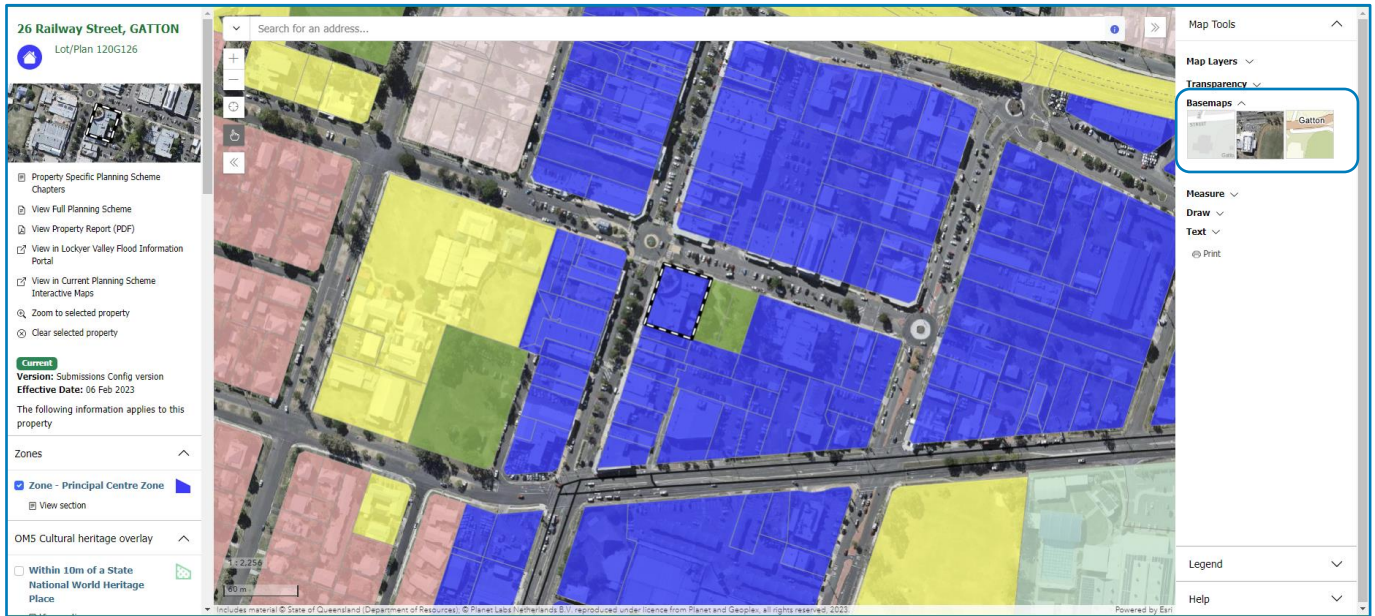 26 Railway Street, GATTON
Lot/Plan 120G126
Property Specific Planning Scheme
Chapters
View Full Planning Scheme
View Property Report (PDF)
View in Lockyer Valley Flood Information
Portal
View in Current Planning Scheme
Interactive Maps
Zoom to selected property
Clear selected property
Current
Version: Submissions Config version
Effective Date: 06 Feb 2023
The following information applies to this
property
Zones
Zone - Principal Centre Zone
View section
OM5 Cultural heritage overlay
Within 10m of a State
National World Heritage
Place
Search for an address...
1 : 2,256
60 m
Includes material © State of Queensland (Department of Resources); © Planet Labs Netherlands B.V. reproduced under licence from Planet and Geoplex, all rights reserved, 2023
Powered by Esri
Map Tools
Map Layers
Transparency
Basemaps
Gatton
Measure
Draw
Text
Print
Legend
Help